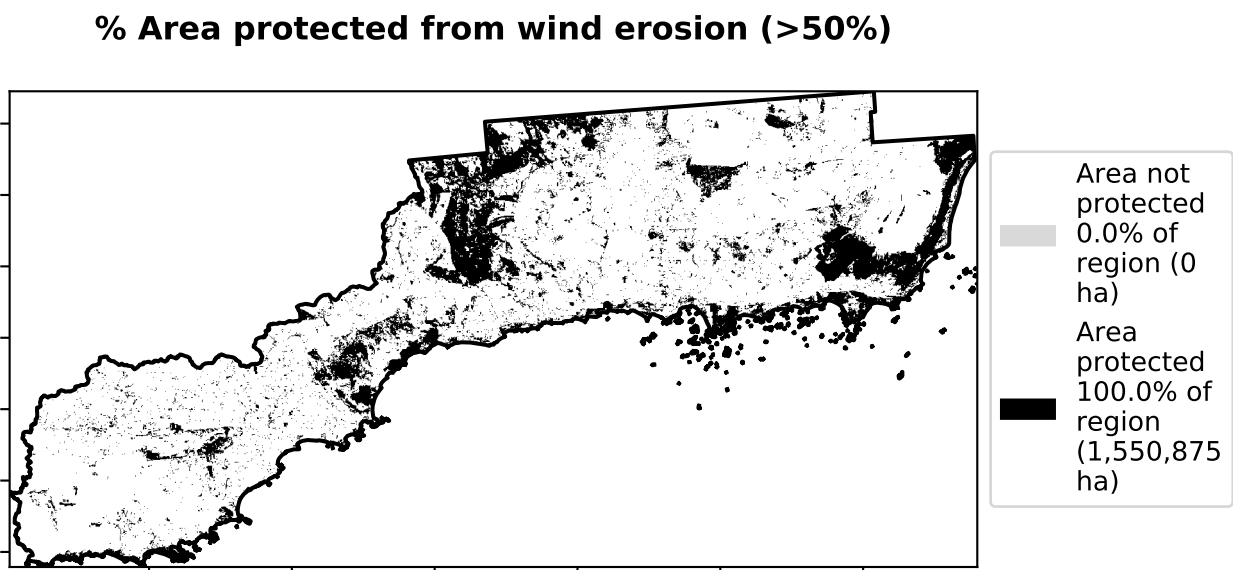 % Area protected from wind erosion (>50%)
Area not
protected
0.0% of
region (0
ha)
Area
protected
100.0% of
region
(1,550,875
ha)